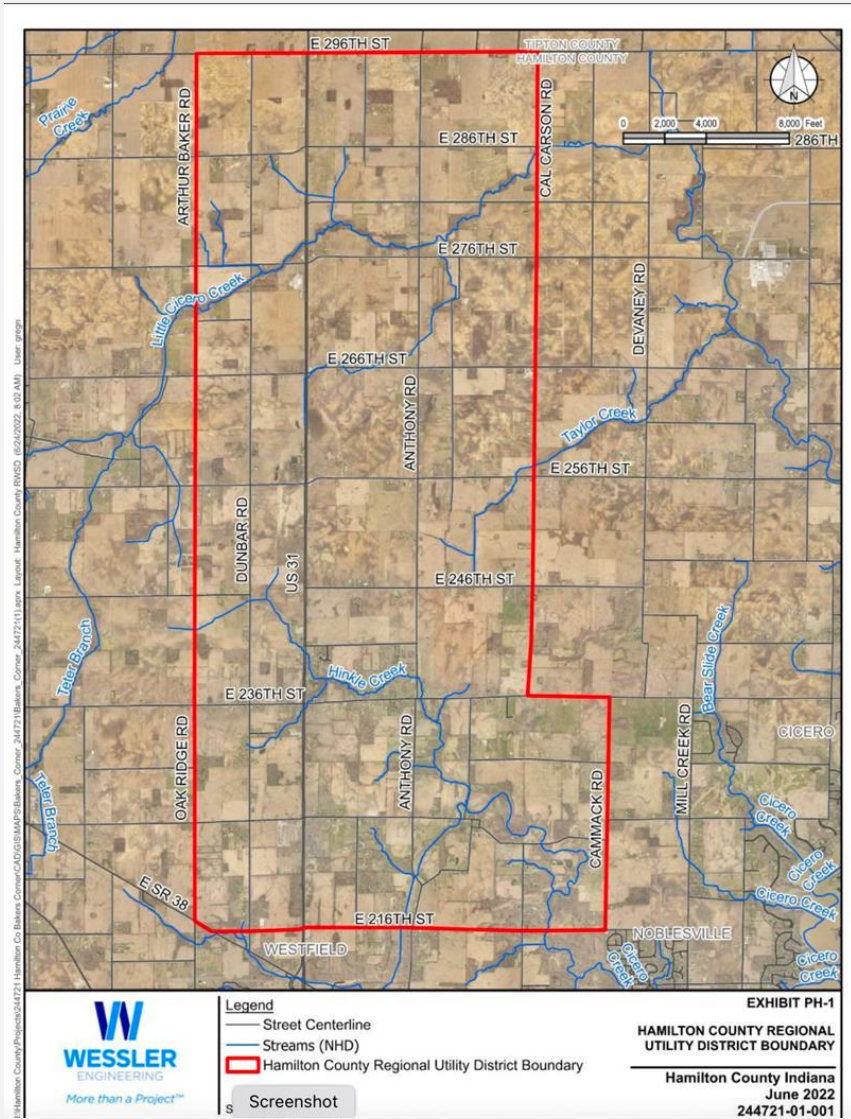 E 296TH ST
TIPTON COUNTY
HAMILTON COUNTY
Prairie
Creek
ARTHUR BAKER RD
CAL CARSON RD
N
0 2,000 4,000 8,000 Feet
E 286TH ST
286TH
E 276TH ST
Little Cicero Creek
DEVANEY RD
E 266TH ST
ANTHONY RD
Taylor Creek
E 256TH ST
DUNBAR RD
US 31
E 246TH ST
Bear Slide Creek
Teter Branch
Hinkle Creek
E 236TH ST
OAK RIDGE RD
ANTHONY RD
MILL CREEK RD
CICERO
Teter Branch
CAMMACK RD
Cicero
Creek
Cicero
Creek
E SR 38
Cicero Creek
E 216TH ST
WESTFIELD
NOBLESVILLE
Cicero
Creek
Cicero
Creek
W
WESSLER
ENGINEERING
More than a Project™
Legend
Street Centerline
Streams (NHD)
Hamilton County Regional Utility District Boundary
S
Screenshot
EXHIBIT PH-1
HAMILTON COUNTY REGIONAL
UTILITY DISTRICT BOUNDARY
Hamilton County Indiana
June 2022
244721-01-001